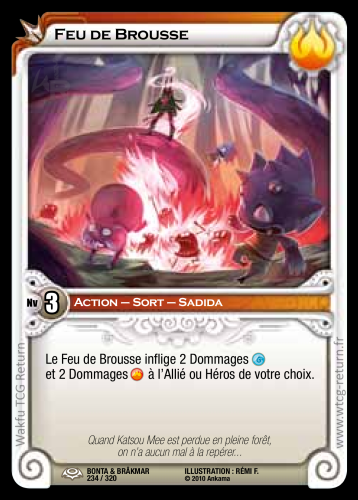 Feu de Brousse
Nv 3 Action – Sort – Sadida
Le Feu de Brousse inflige 2 Dommages
et 2 Dommages à l'Allié ou Héros de votre choix.
Quand Katsou Mee est perdue en pleine forêt,
on n'a aucun mal à la repérer...
BONTA & BRÂKMAR
234 / 320
ILLUSTRATION : RÉMI F.
© 2010 Ankama
Wakfu TCG Return
www.wtcg-return.fr